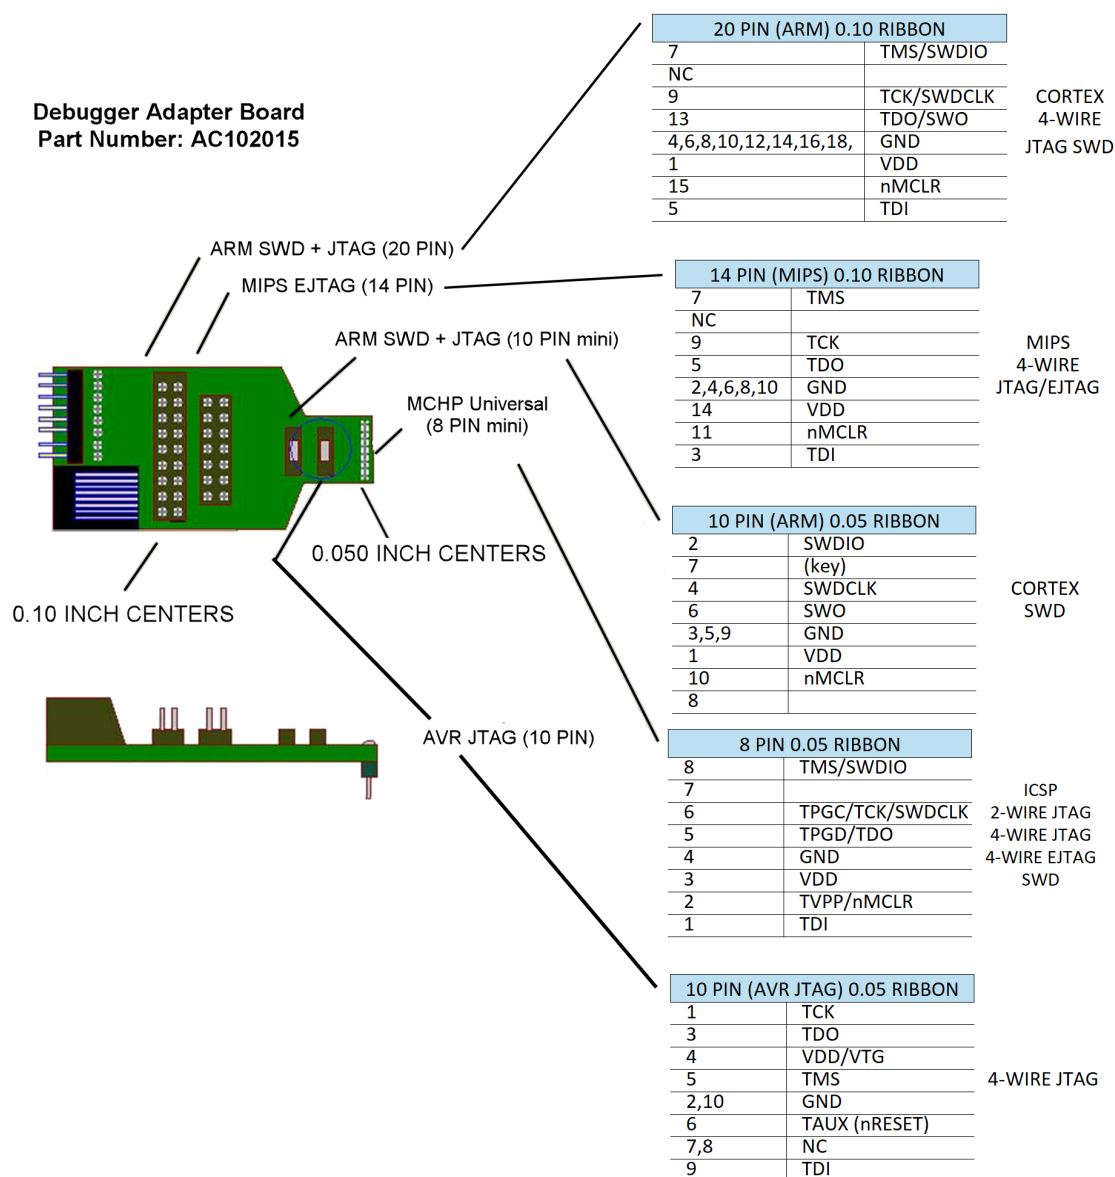 Debugger Adapter Board
Part Number: AC102015
ARM SWD + JTAG (20 PIN)
MIPS EJTAG (14 PIN)
ARM SWD + JTAG (10 PIN mini)
MCHP Universal
(8 PIN mini)
0.050 INCH CENTERS
0.10 INCH CENTERS
AVR JTAG (10 PIN)
20 PIN (ARM) 0.10 RIBBON
7 TMS/SWDIO
NC
9 TCK/SWDCLK
13 TDO/SWO
4,6,8,10,12,14,16,18, GND
1 VDD
15 nMCLR
5 TDI
CORTEX
4-WIRE
JTAG SWD
14 PIN (MIPS) 0.10 RIBBON
7 TMS
NC
9 TCK
5 TDO
2,4,6,8,10 GND
14 VDD
11 nMCLR
3 TDI
MIPS
4-WIRE
JTAG/EJTAG
10 PIN (ARM) 0.05 RIBBON
2 SWDIO
7 (key)
4 SWDCLK
6 SWO
3,5,9 GND
1 VDD
10 nMCLR
8
CORTEX
SWD
8 PIN 0.05 RIBBON
8 TMS/SWDIO
7
6 TPGC/TCK/SWDCLK
5 TPGD/TDO
4 GND
3 VDD
2 TVPP/nMCLR
1 TDI
ICSP
2-WIRE JTAG
4-WIRE JTAG
4-WIRE EJTAG
SWD
10 PIN (AVR JTAG) 0.05 RIBBON
1 TCK
3 TDO
4 VDD/VTG
5 TMS
2,10 GND
6 TAUX (nRESET)
7,8 NC
9 TDI
4-WIRE JTAG